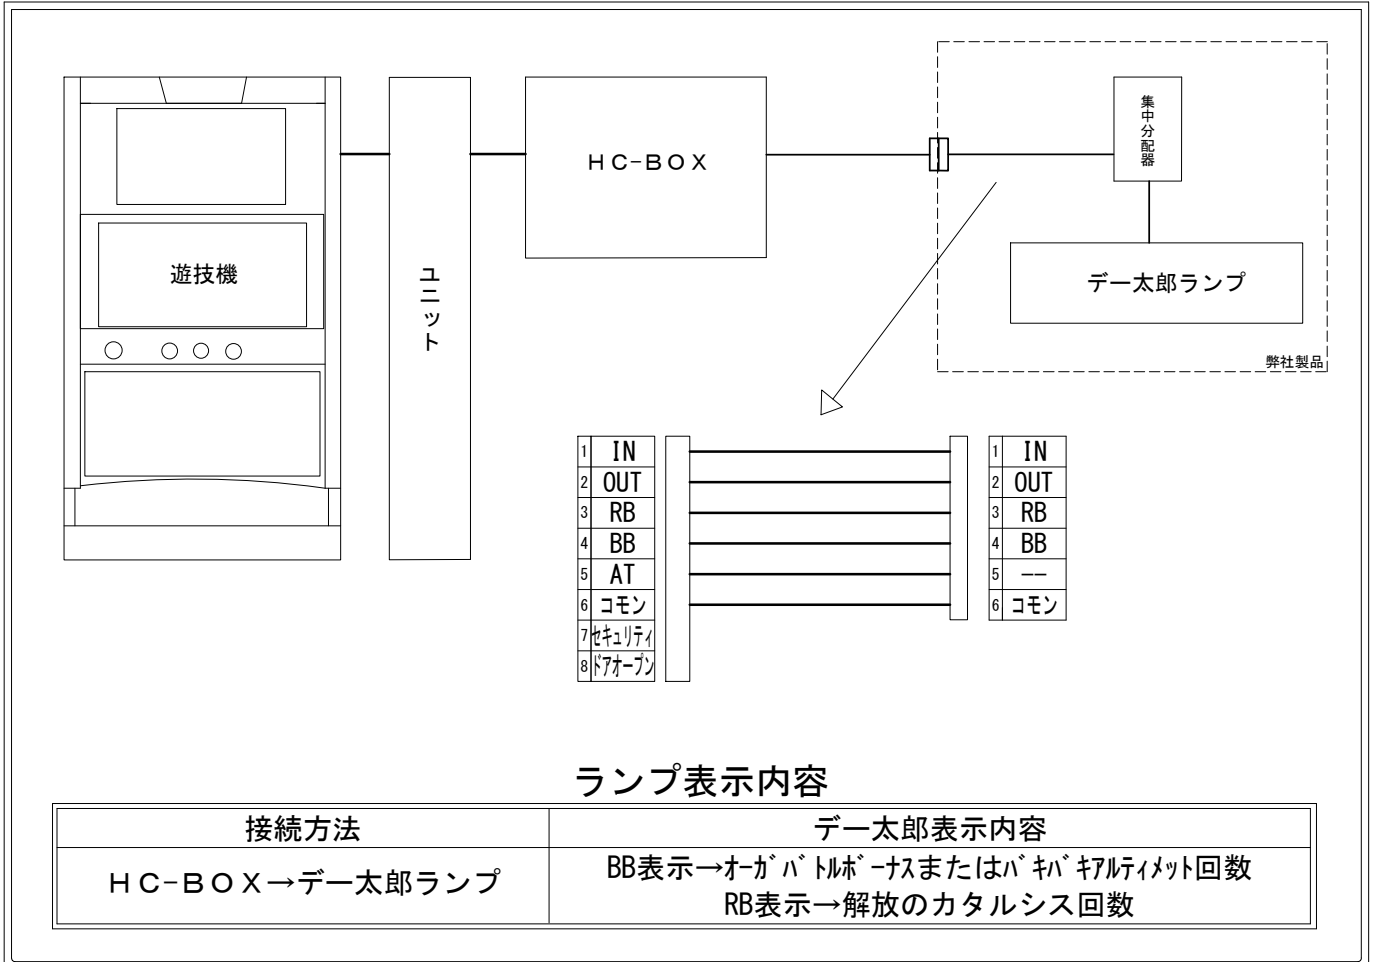 遊技機
ユニット
HC-BOX
集中分配器
デー太郎ランプ
弊社製品
1 IN
2 OUT
3 RB
4 BB
5 AT
6 コモン
7 セキュリティ
8 ドアオープン
1 IN
2 OUT
3 RB
4 BB
5 ――
6 コモン
ランプ表示内容
接続方法 デー太郎表示内容
HC-BOX→デー太郎ランプ
BB表示→オーガバトルボーナスまたはバキバキアルティメット回数
RB表示→解放のカタルシス回数